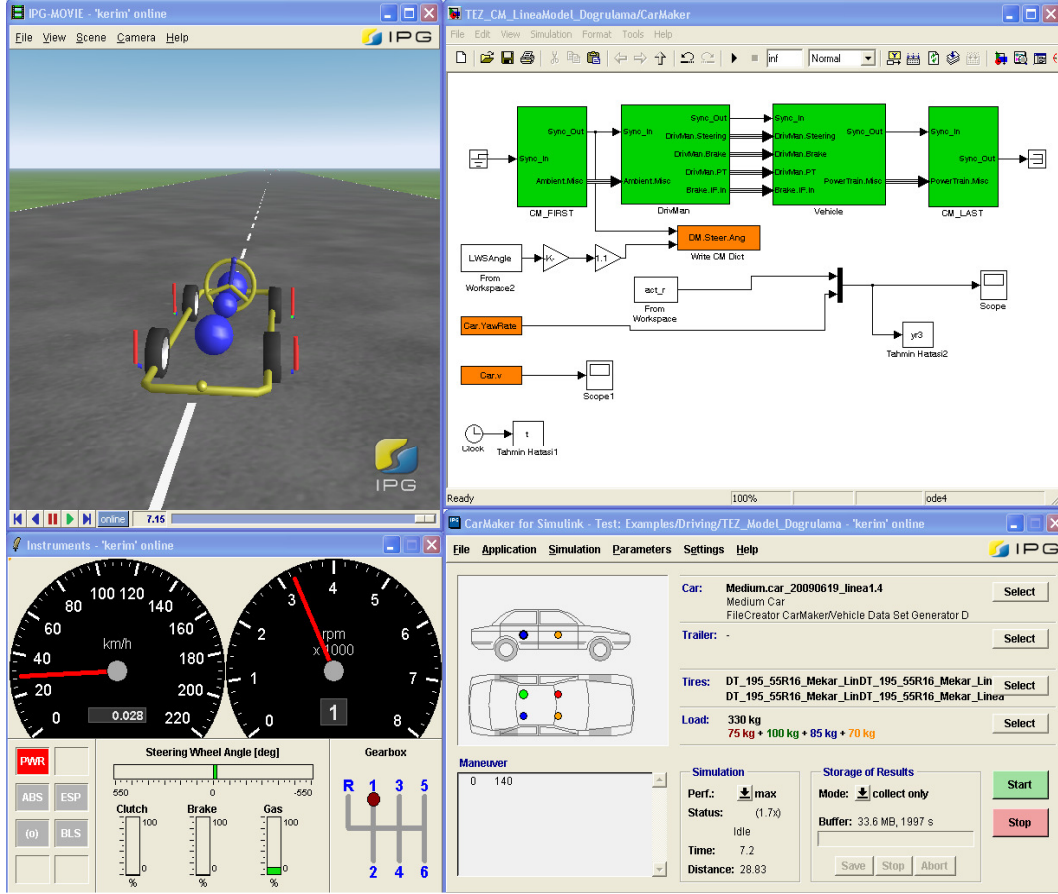 IPG-MOVIE - 'kerim' online
File View Scene Camera Help
IPG
IPG
online 7.15
TEZ_CM_LineaModel_Dogrulama/CarMaker
File Edit View Simulation Format Tools Help
inf Normal
Sync_In
Sync_Out
Ambient.Misc
CM_FIRST
Sync_In
Ambient.Misc
Sync_Out
DrivMan.Steering
DrivMan.Brake
DrivMan.PT
Brake.IF.In
DrivMan
Sync_In
DrivMan.Steering
DrivMan.Brake
DrivMan.PT
Brake.IF.In
Sync_Out
PowerTrain.Misc
Vehicle
Sync_In
PowerTrain.Misc
Sync_Out
CM_LAST
LWSAngle
From
Workspace2
-K-
1.1
DM.Steer.Ang
Write CM Dict
act_r
From
Workspace
Car.YawRate
Scope
yr3
Tahmin Hatasi2
Car.v
Scope1
Clock
t
Tahmin Hatasi1
Ready 100% ode4
Instruments - 'kerim' online
0 20 40 60 80 100 120 140 160 180 200 220
km/h
0.028
0 1 2 3 4 5 6 7 8
rpm
x 1000
1
PWR
ABS ESP
(o) BLS
Steering Wheel Angle [deg]
550 0 -550
Clutch Brake Gas
100 100 100
0 0 0
% % %
Gearbox
R 1 3 5
2 4 6
CarMaker for Simulink - Test: Examples/Driving/TEZ_Model_Dogrulama - 'kerim' online
File Application Simulation Parameters Settings Help
IPG
Car: Medium.car_20090619_linea1.4 Select
Medium Car
FileCreator CarMaker/Vehicle Data Set Generator D
Trailer: - Select
Tires: DT_195_55R16_Mekar_LinDT_195_55R16_Mekar_Lin Select
DT_195_55R16_Mekar_LinDT_195_55R16_Mekar_Linea
Load: 330 kg Select
75 kg + 100 kg + 85 kg + 70 kg
Maneuver
0 140
Simulation
Perf.: max
Status: (1.7x)
Idle
Time: 7.2
Distance: 28.83
Storage of Results
Mode: collect only
Buffer: 33.6 MB, 1997 s
Save Stop Abort
Start
Stop